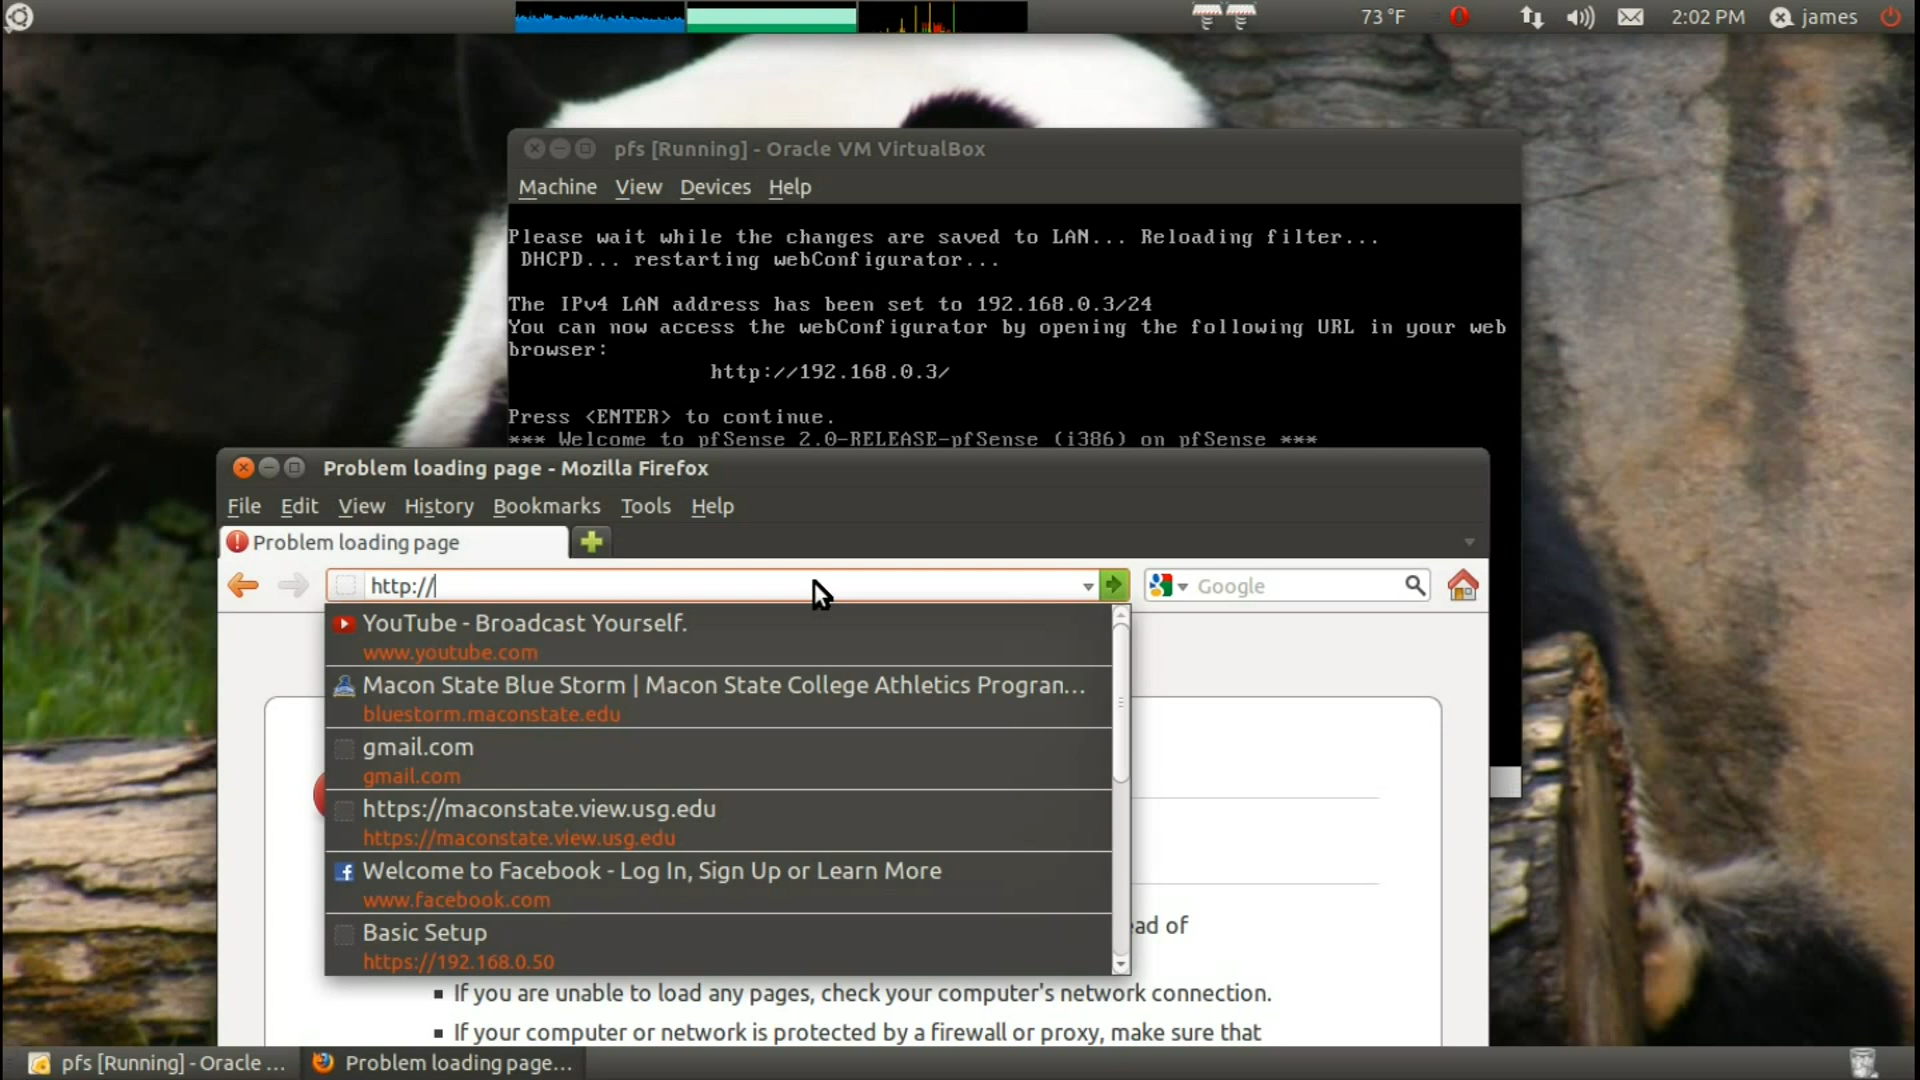 73 °F
2:02 PM
james
pfs [Running] - Oracle VM VirtualBox
Machine View Devices Help
Please wait while the changes are saved to LAN... Reloading filter...
DHCPD... restarting webConfigurator...
The IPv4 LAN address has been set to 192.168.0.3/24
You can now access the webConfigurator by opening the following URL in your web
browser:
http://192.168.0.3/
Press <ENTER> to continue.
*** Welcome to pfSense 2.0-RELEASE-pfSense (i386) on pfSense ***
Problem loading page - Mozilla Firefox
File Edit View History Bookmarks Tools Help
Problem loading page
http://
Google
YouTube - Broadcast Yourself.
www.youtube.com
Macon State Blue Storm | Macon State College Athletics Progran...
bluestorm.maconstate.edu
gmail.com
gmail.com
https://maconstate.view.usg.edu
https://maconstate.view.usg.edu
Welcome to Facebook - Log In, Sign Up or Learn More
www.facebook.com
Basic Setup
https://192.168.0.50
ad of
If you are unable to load any pages, check your computer's network connection.
If your computer or network is protected by a firewall or proxy, make sure that
pfs [Running] - Oracle ...
Problem loading page...